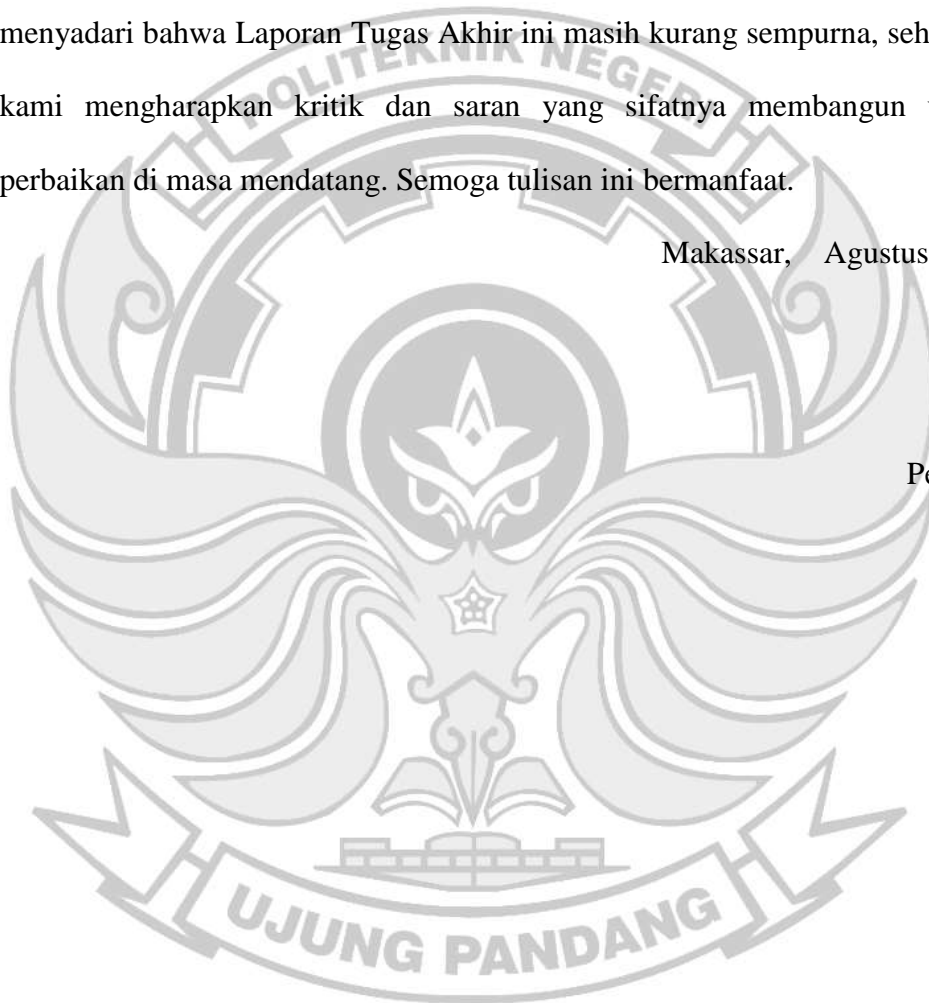 menyadari bahwa Laporan Tugas Akhir ini masih kurang sempurna, seh
kami mengharapkan kritik dan saran yang sifatnya membangun
perbaikan di masa mendatang. Semoga tulisan ini bermanfaat.
Makassar, Agustus
Pe
POLITEKNIK NEGERI
UJUNG PANDANG